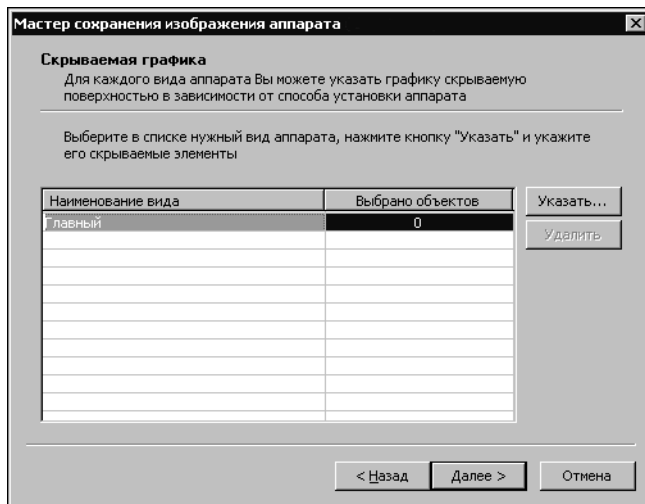 Мастер сохранения изображения аппарата
Скрываемая графика
Для каждого вида аппарата Вы можете указать графику скрываемую
поверхностью в зависимости от способа установки аппарата
Выберите в списке нужный вид аппарата, нажмите кнопку "Указать" и укажите
его скрываемые элементы
Наименование вида Выбрано объектов Указать...
Главный 0
Удалить
< Назад Далее > Отмена